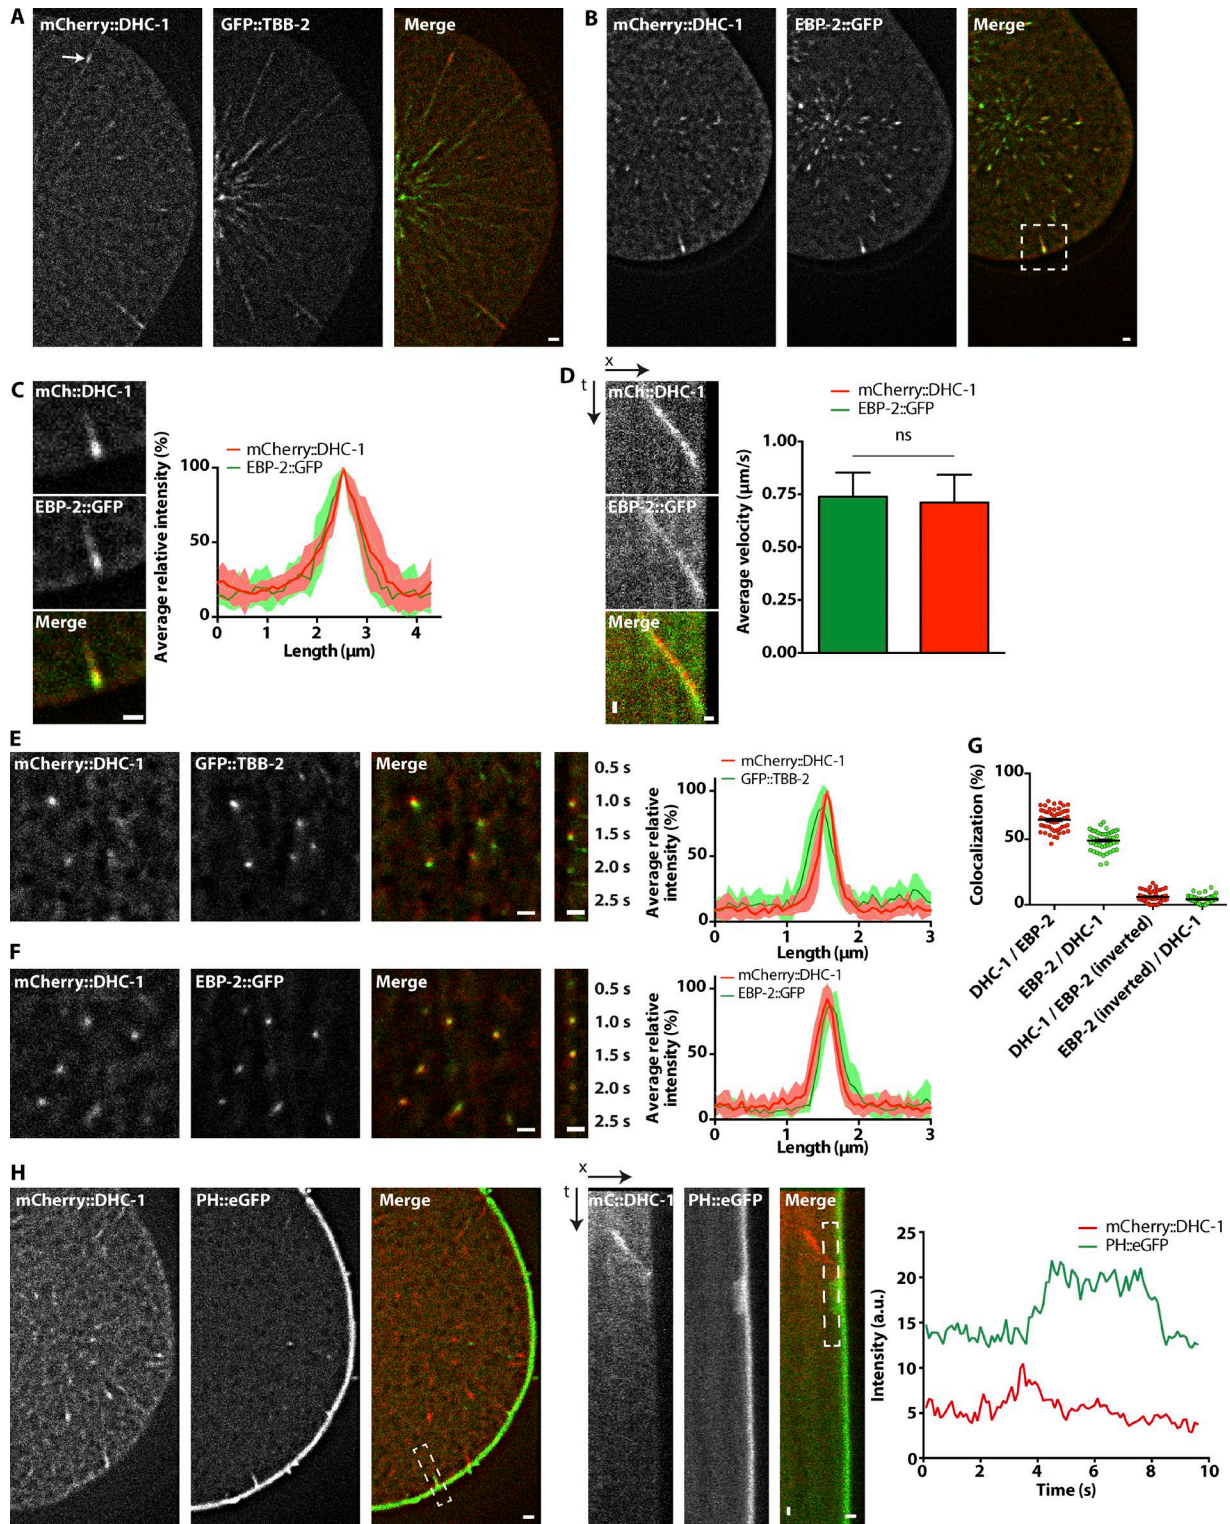 A
mCherry::DHC-1
GFP::TBB-2
Merge
B
mCherry::DHC-1
EBP-2::GFP
Merge
C
mCh::DHC-1
EBP-2::GFP
Merge
Average relative intensity (%)
mCherry::DHC-1
EBP-2::GFP
100
50
0
0 1 2 3 4
Length (µm)
D
x
t
mCh::DHC-1
EBP-2::GFP
Merge
mCherry::DHC-1
EBP-2::GFP
ns
Average velocity (µm/s)
1.00
0.75
0.50
0.25
0.00
E
mCherry::DHC-1
GFP::TBB-2
Merge
0.5 s
1.0 s
1.5 s
2.0 s
2.5 s
mCherry::DHC-1
GFP::TBB-2
Average relative
intensity (%)
100
50
0
0 1 2 3
Length (µm)
F
mCherry::DHC-1
EBP-2::GFP
Merge
0.5 s
1.0 s
1.5 s
2.0 s
2.5 s
mCherry::DHC-1
EBP-2::GFP
Average relative
intensity (%)
100
50
0
0 1 2 3
Length (µm)
G
Colocalization (%)
100
50
0
DHC-1 / EBP-2
EBP-2 / DHC-1
DHC-1 / EBP-2 (inverted)
EBP-2 (inverted) / DHC-1
H
mCherry::DHC-1
PH::eGFP
Merge
x
t
mC::DHC-1
PH::eGFP
Merge
mCherry::DHC-1
PH::eGFP
Intensity (a.u.)
25
20
15
10
5
0
0 2 4 6 8 10
Time (s)